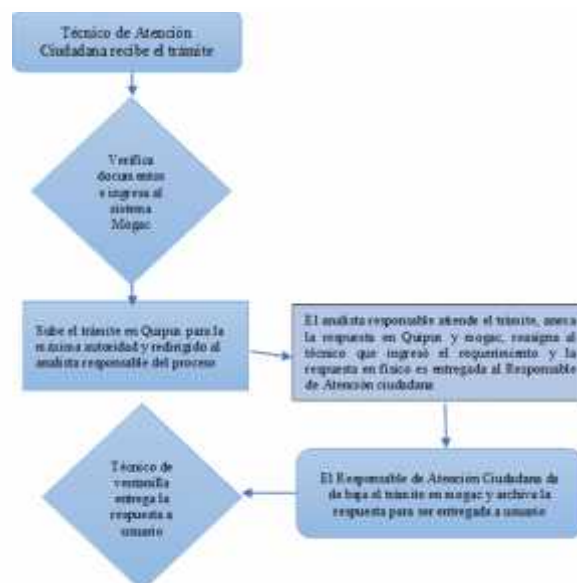 Técnico de Atención
Ciudadana recibe el trámite
Verifica
documentos
e ingresa al
sistema
Mogac
Sube el trámite en Quipux para la
máxima autoridad y redirigido al
analista responsable del proceso
El analista responsable atiende el trámite, anexa
la respuesta en Quipux y mogac, reasigna al
técnico que ingresó el requerimiento y la
respuesta en físico es entregada al Responsable
de Atención ciudadana
El Responsable de Atención Ciudadana da
de baja el trámite en mogac y archiva la
respuesta para ser entregada a usuario
Técnico de
ventanilla
entrega la
respuesta a
usuario